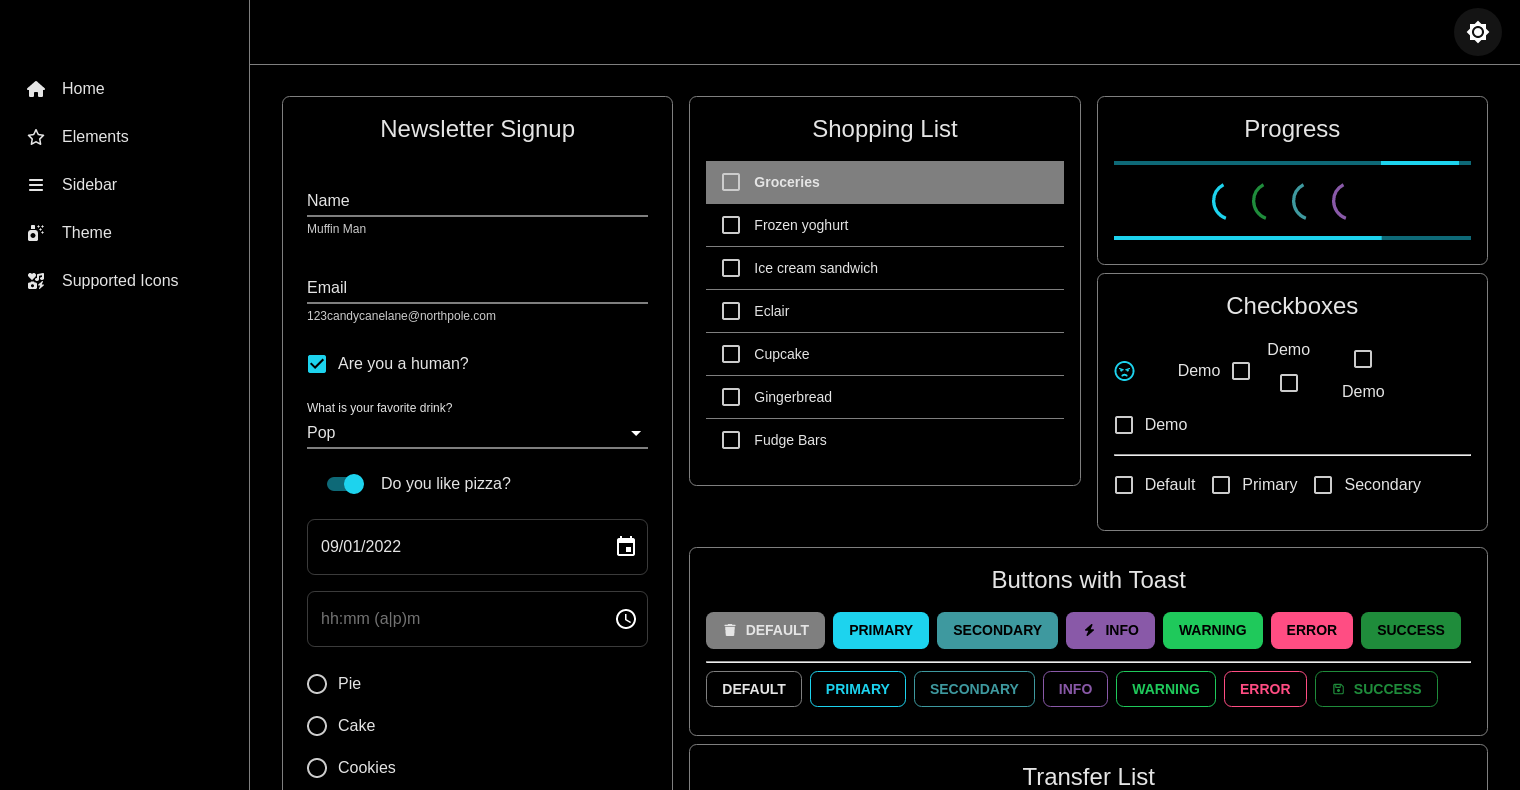 Home
Elements
Sidebar
Theme
Supported Icons
Newsletter Signup
Name
Muffin Man
Email
123candycanelane@northpole.com
Are you a human?
What is your favorite drink?
Pop
Do you like pizza?
09/01/2022
hh:mm (a|p)m
Pie
Cake
Cookies
Shopping List
Groceries
Frozen yoghurt
Ice cream sandwich
Eclair
Cupcake
Gingerbread
Fudge Bars
Progress
Checkboxes
Demo
Demo
Demo
Demo
Default Primary Secondary
Buttons with Toast
DEFAULT PRIMARY SECONDARY INFO WARNING ERROR SUCCESS
DEFAULT PRIMARY SECONDARY INFO WARNING ERROR SUCCESS
Transfer List